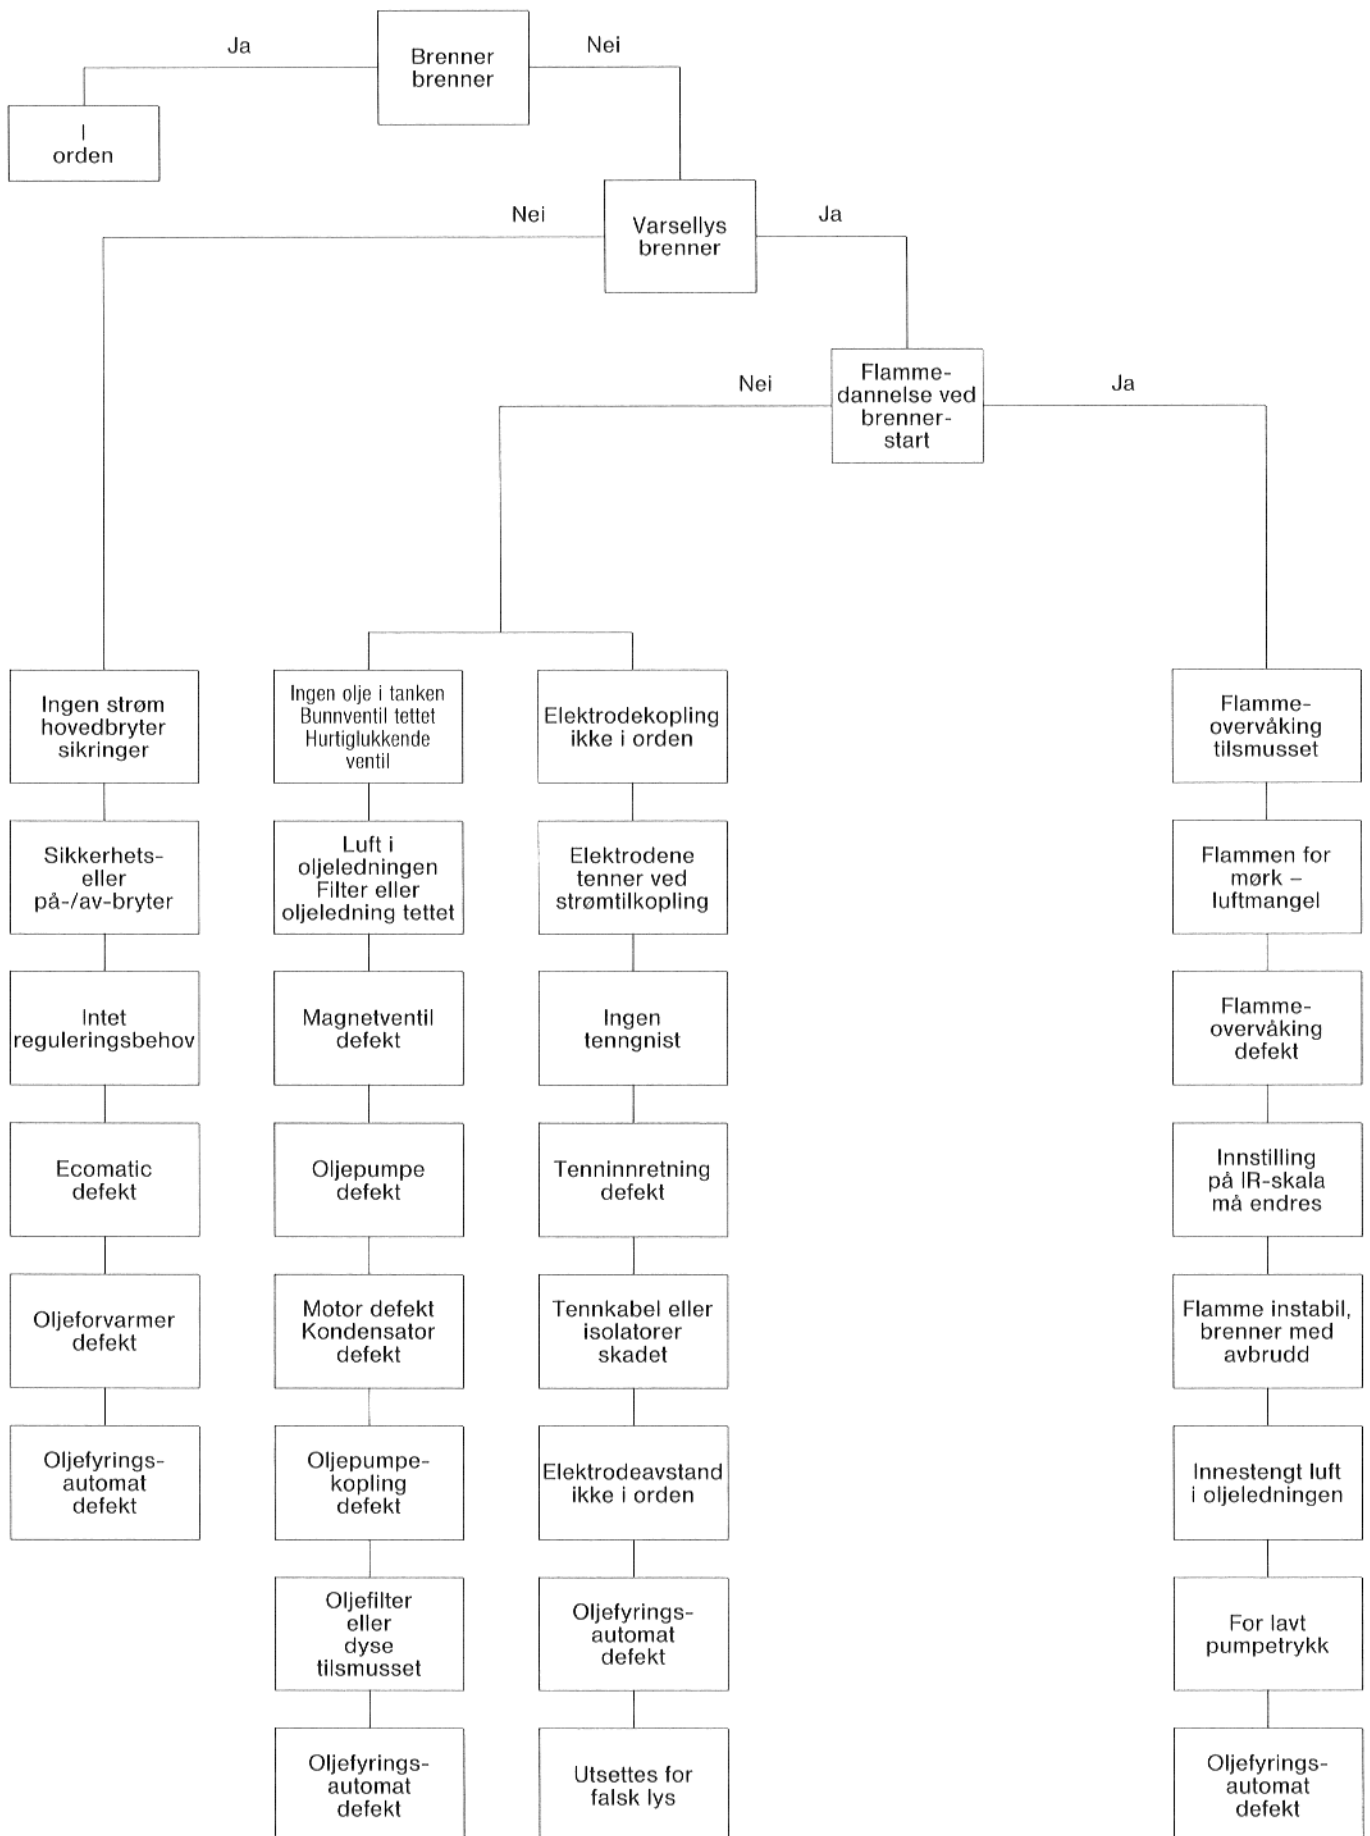 Ja
Brenner
brenner
Nei
I
orden
Nei
Varsellys
brenner
Ja
Nei
Flamme-
dannelse ved
brenner-
start
Ja
Ingen strøm
hovedbryter
sikringer
Sikkerhets-
eller
på-/av-bryter
Intet
reguleringsbehov
Ecomatic
defekt
Oljeforvarmer
defekt
Oljefyrings-
automat
defekt
Ingen olje i tanken
Bunnventil tettet
Hurtiglukkende
ventil
Luft i
oljeledningen
Filter eller
oljeledning tettet
Magnetventil
defekt
Oljepumpe
defekt
Motor defekt
Kondensator
defekt
Oljepumpe-
kopling
defekt
Oljefilter
eller
dyse
tilsmusset
Oljefyrings-
automat
defekt
Elektrodekopling
ikke i orden
Elektrodene
tenner ved
strømtilkopling
Ingen
tenngnist
Tenninnretning
defekt
Tennkabel eller
isolatorer
skadet
Elektrodeavstand
ikke i orden
Oljefyrings-
automat
defekt
Utsettes for
falsk lys
Flamme-
overvåking
tilsmusset
Flammen for
mørk –
luftmangel
Flamme-
overvåking
defekt
Innstilling
på IR-skala
må endres
Flamme instabil,
brenner med
avbrudd
Innestengt luft
i oljeledningen
For lavt
pumpetrykk
Oljefyrings-
automat
defekt